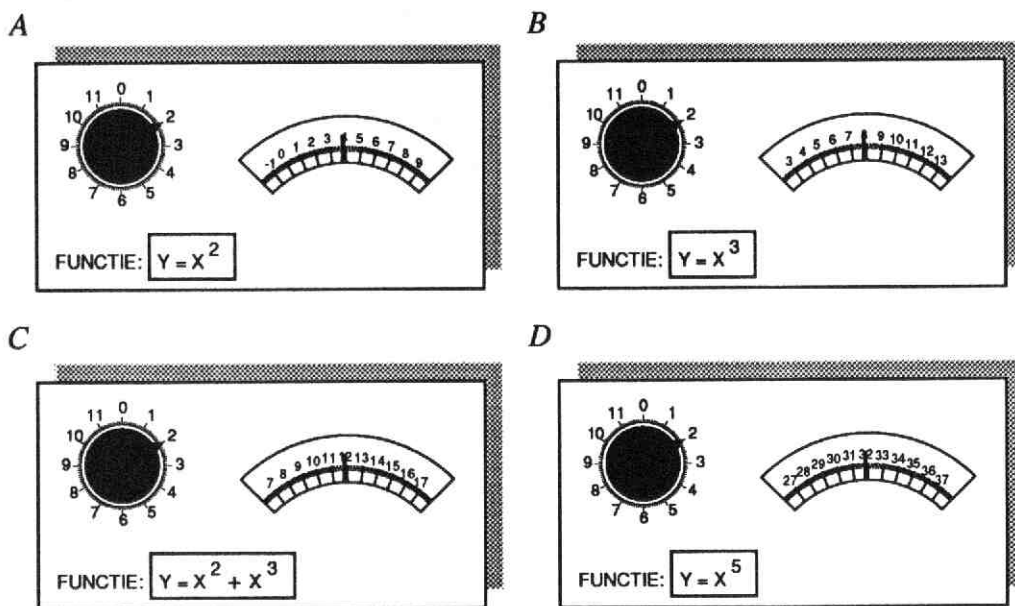 A
0
11 1
10 2
9 3
8 4
7 5
6
-1 0 1 2 3 4 5 6 7 8 9
FUNCTIE: Y = X²
B
0
11 1
10 2
9 3
8 4
7 5
6
3 4 5 6 7 8 9 10 11 12 13
FUNCTIE: Y = X³
C
0
11 1
10 2
9 3
8 4
7 5
6
7 8 9 10 11 12 13 14 15 16 17
FUNCTIE: Y = X² + X³
D
0
11 1
10 2
9 3
8 4
7 5
6
27 28 29 30 31 32 33 34 35 36 37
FUNCTIE: Y = X⁵